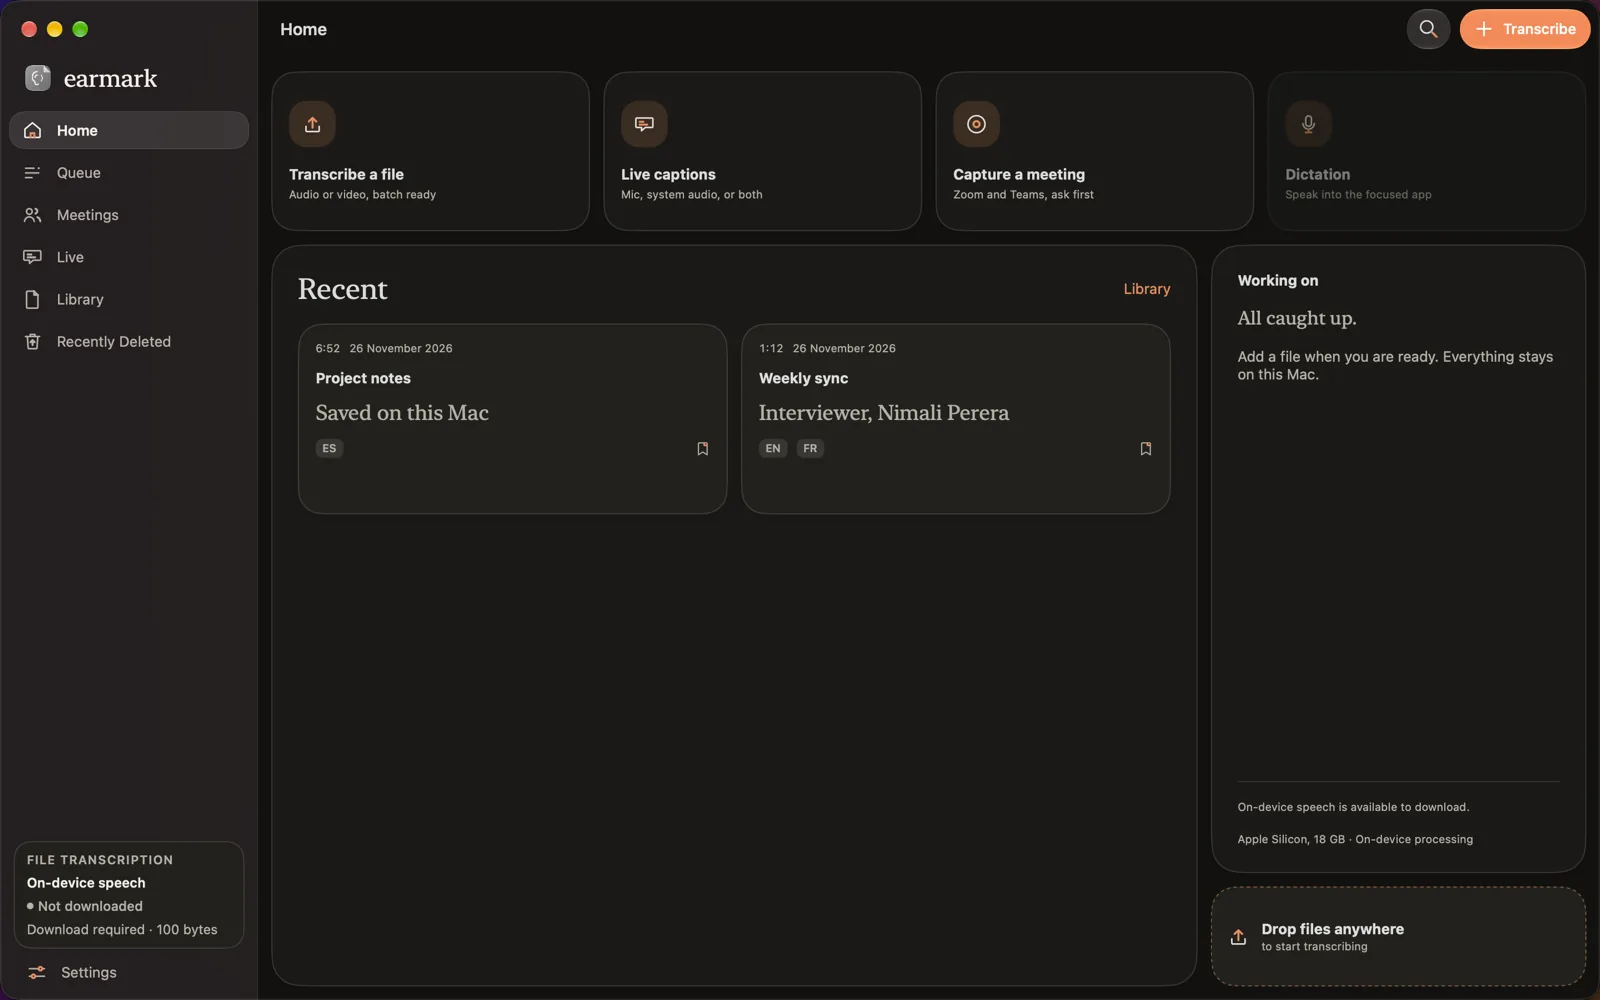 earmark
Home
Queue
Meetings
Live
Library
Recently Deleted
FILE TRANSCRIPTION
On-device speech
Not downloaded
Download required · 100 bytes
Settings
Home
Transcribe
Transcribe a file
Audio or video, batch ready
Live captions
Mic, system audio, or both
Capture a meeting
Zoom and Teams, ask first
Dictation
Speak into the focused app
Recent
Library
6:52 26 November 2026
Project notes
Saved on this Mac
ES
1:12 26 November 2026
Weekly sync
Interviewer, Nimali Perera
EN FR
Working on
All caught up.
Add a file when you are ready. Everything stays
on this Mac.
On-device speech is available to download.
Apple Silicon, 18 GB · On-device processing
Drop files anywhere
to start transcribing